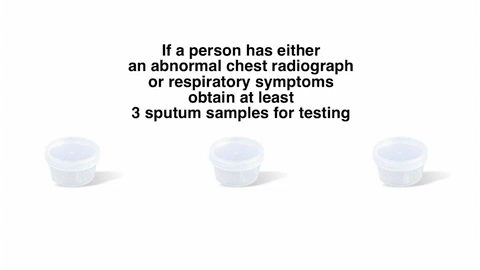 If a person has either
an abnormal chest radiograph
or respiratory symptoms
obtain at least
3 sputum samples for testing